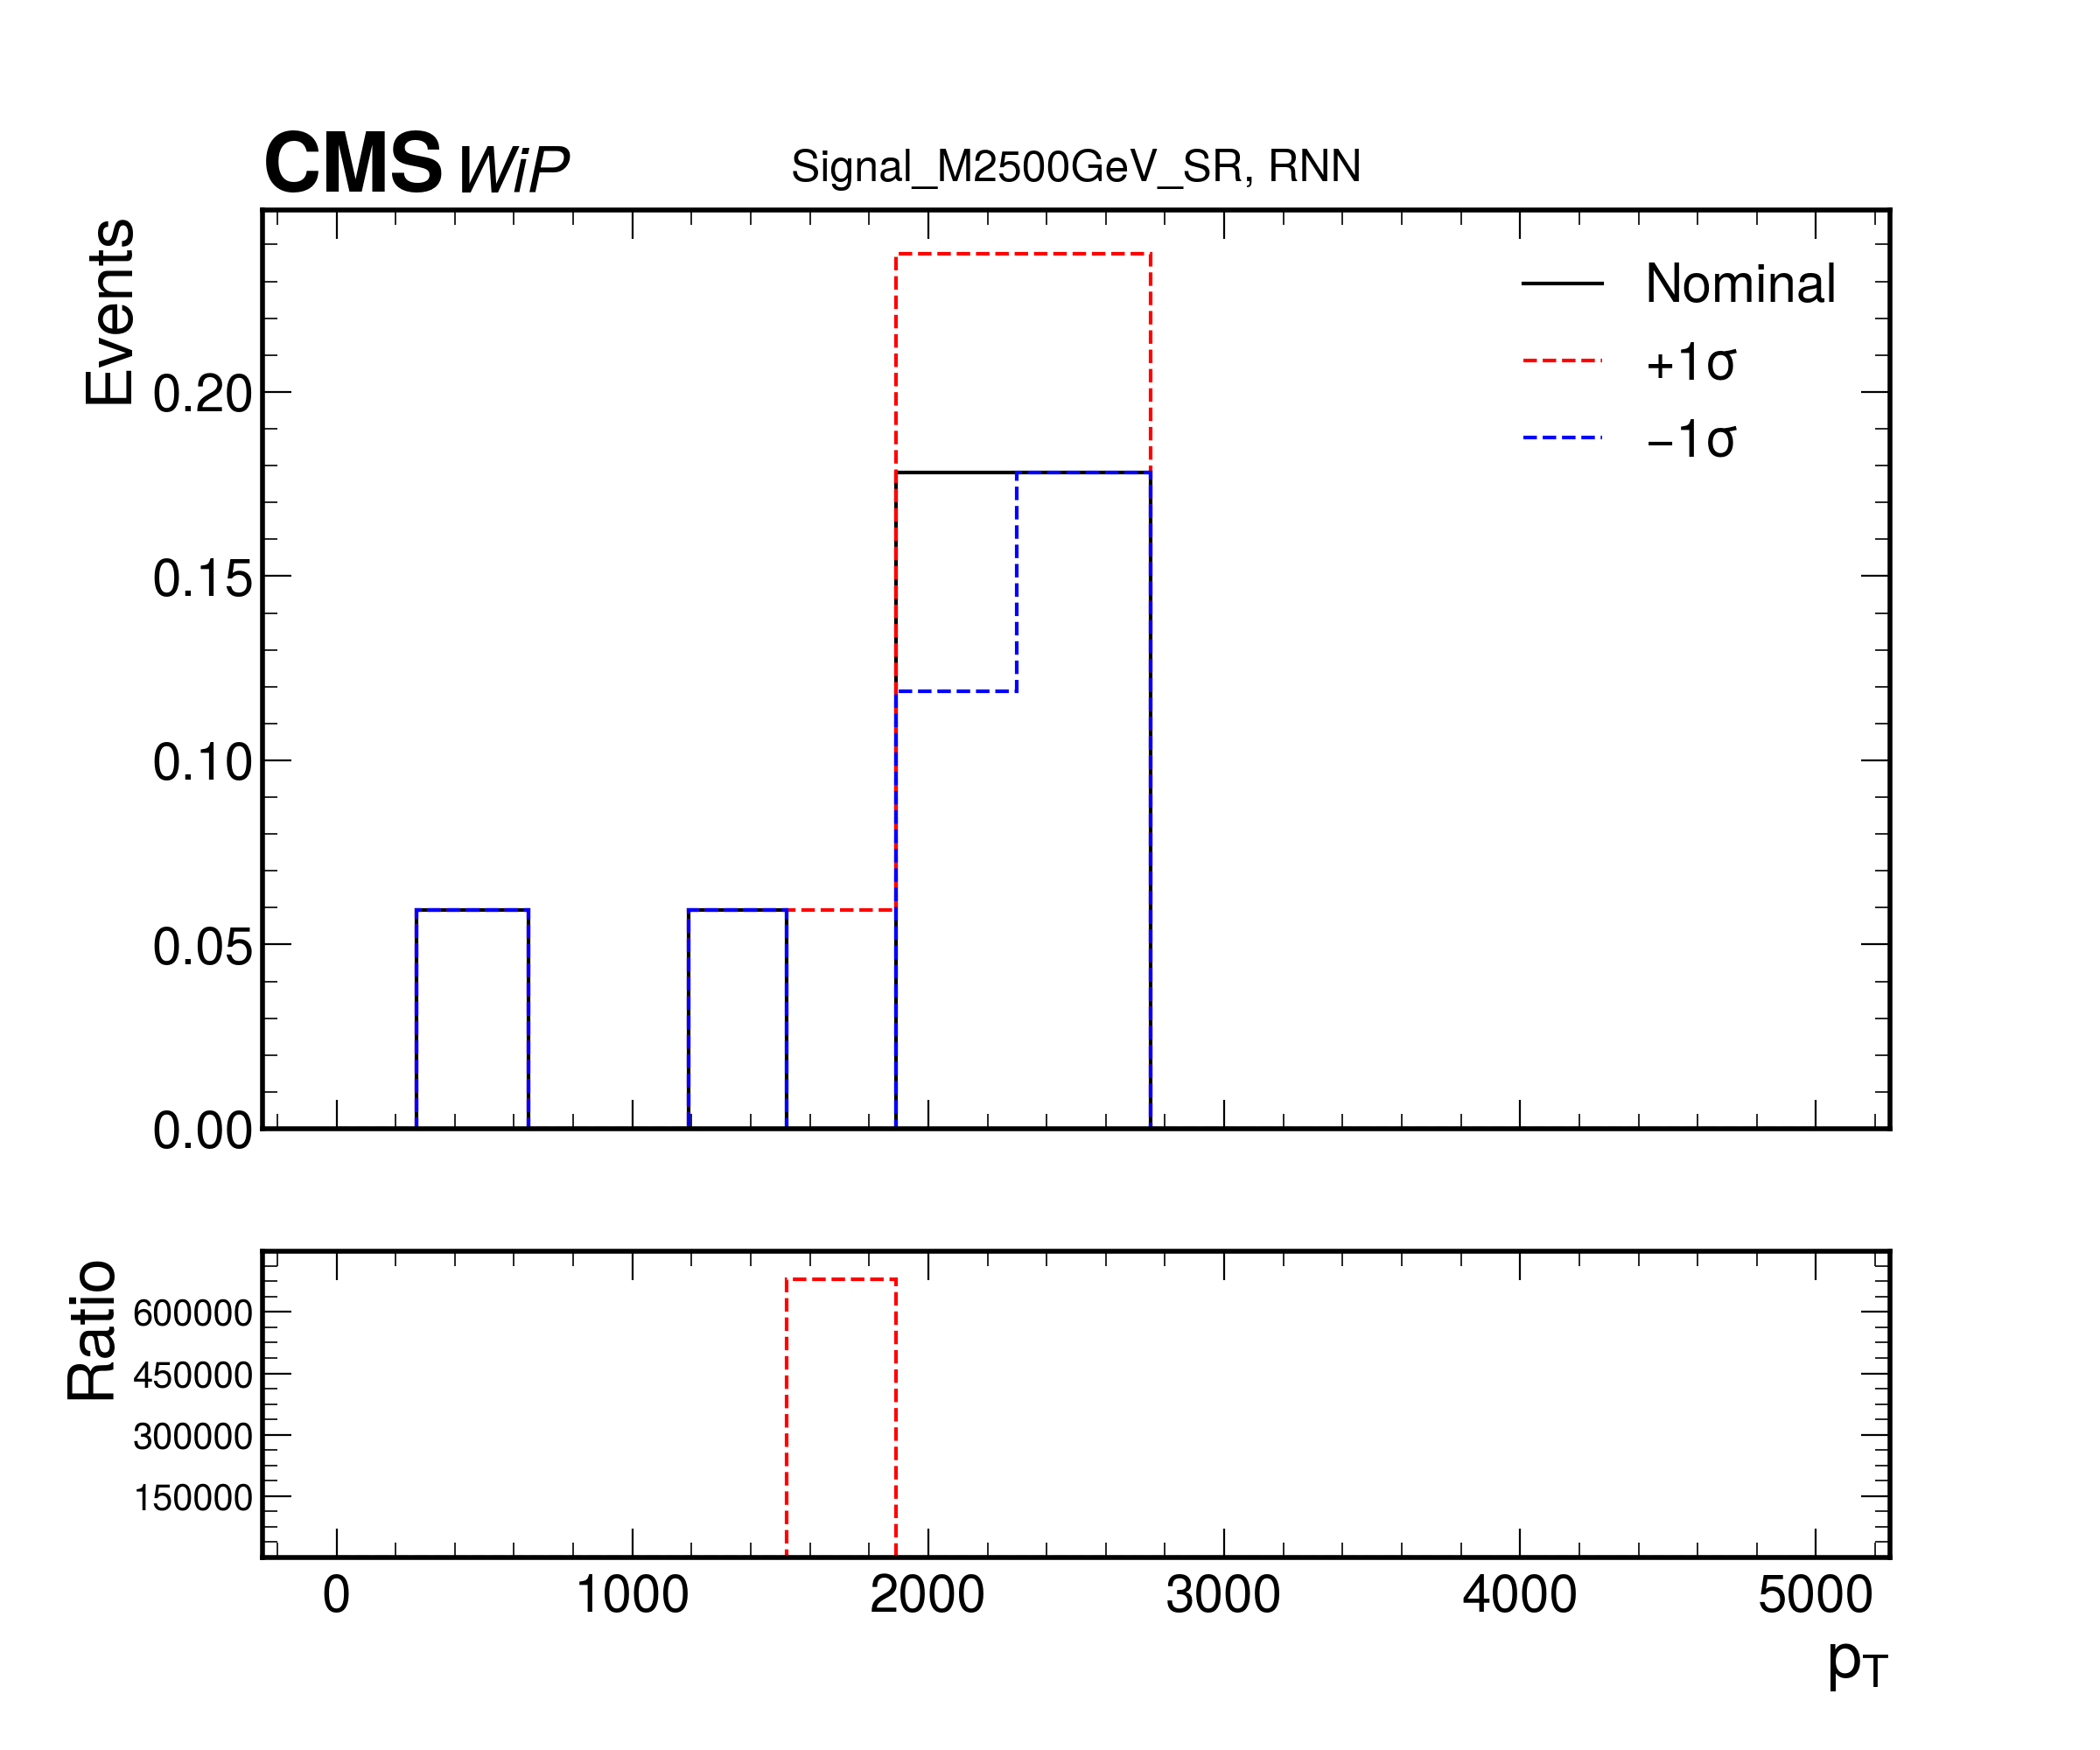 CMS WiP
Signal_M2500GeV_SR, RNN
Events
0.20
0.15
0.10
0.05
0.00
Nominal
+1σ
−1σ
Ratio
600000
450000
300000
150000
0 1000 2000 3000 4000 5000
pT